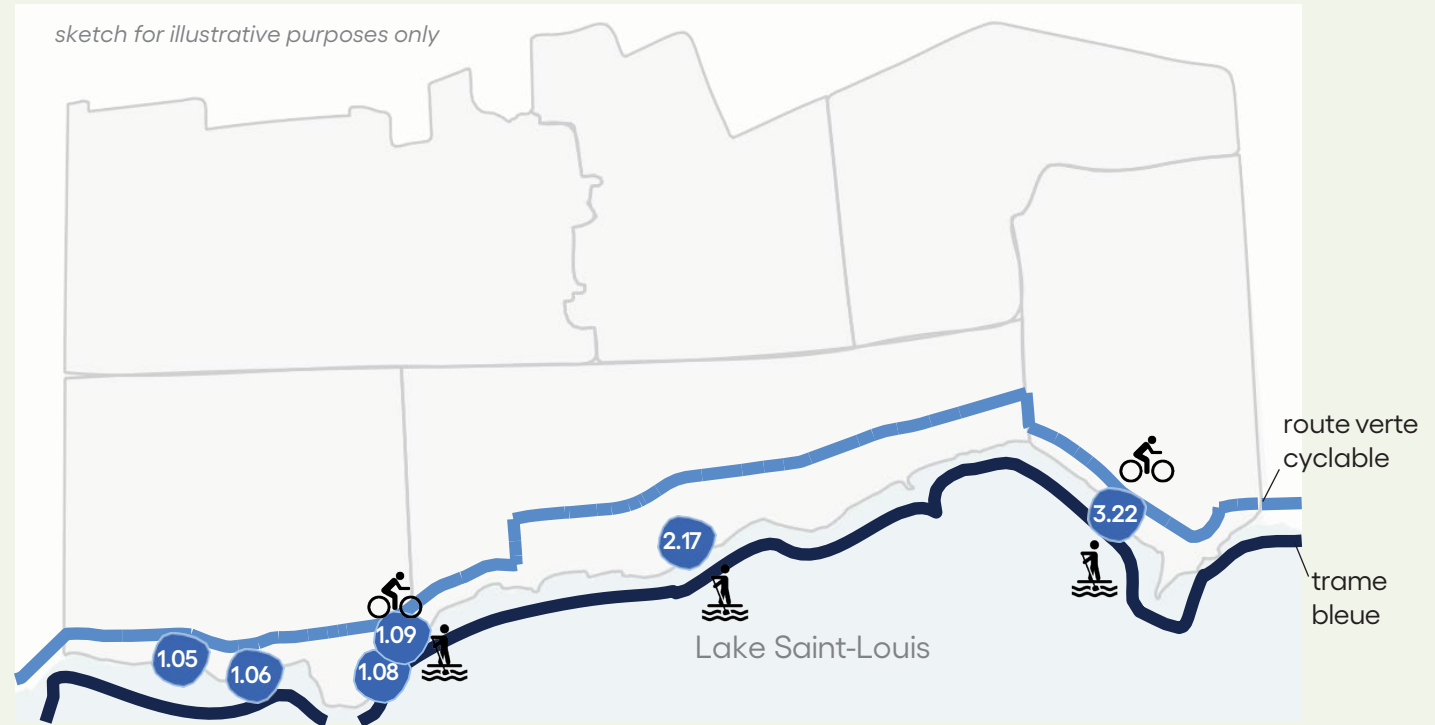 sketch for illustrative purposes only
route verte
cyclable
3.22
2.17
trame
bleue
1.09
Lake Saint-Louis
1.05
1.06
1.08